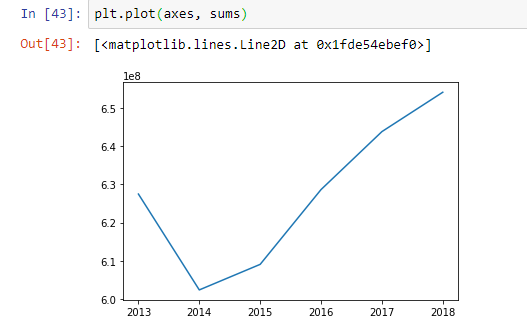 In [43]: plt.plot(axes, sums)
Out[43]: [<matplotlib.lines.Line2D at 0x1fde54ebef0>]
1e8
6.5
6.4
6.3
6.2
6.1
6.0
2013 2014 2015 2016 2017 2018